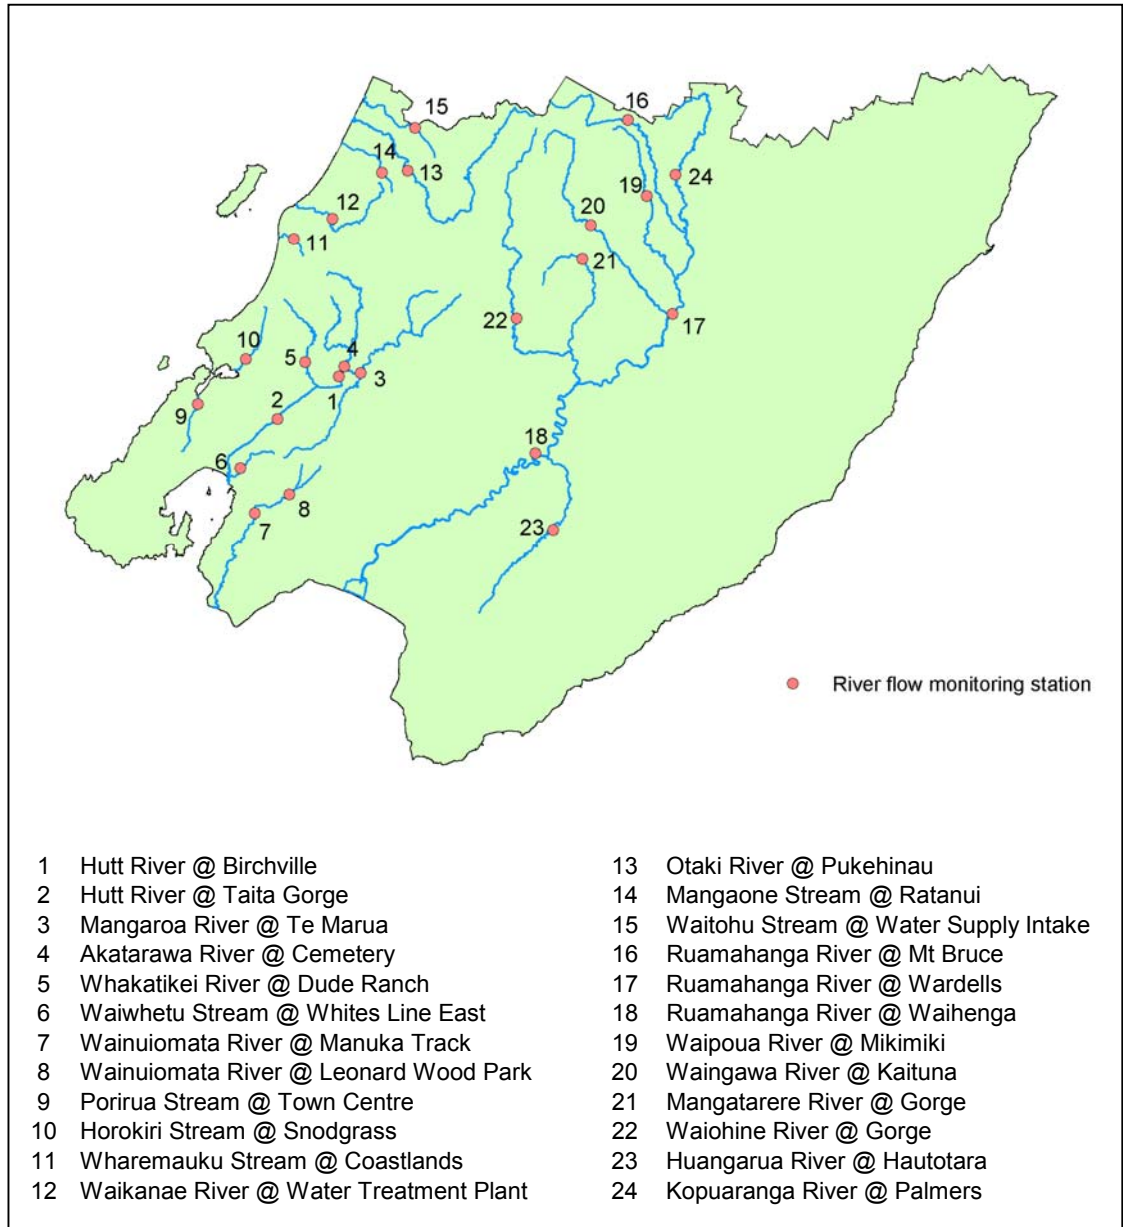 15
16
14
13
24
19
12
20
11
21
22
17
10
5
4
3
1
2
9
18
6
8
7
23
River flow monitoring station
1 Hutt River @ Birchville
2 Hutt River @ Taita Gorge
3 Mangaroa River @ Te Marua
4 Akatarawa River @ Cemetery
5 Whakatikei River @ Dude Ranch
6 Waiwhetu Stream @ Whites Line East
7 Wainuiomata River @ Manuka Track
8 Wainuiomata River @ Leonard Wood Park
9 Porirua Stream @ Town Centre
10 Horokiri Stream @ Snodgrass
11 Wharemauku Stream @ Coastlands
12 Waikanae River @ Water Treatment Plant
13 Otaki River @ Pukehinau
14 Mangaone Stream @ Ratanui
15 Waitohu Stream @ Water Supply Intake
16 Ruamahanga River @ Mt Bruce
17 Ruamahanga River @ Wardells
18 Ruamahanga River @ Waihenga
19 Waipoua River @ Mikimiki
20 Waingawa River @ Kaituna
21 Mangatarere River @ Gorge
22 Waiohine River @ Gorge
23 Huangarua River @ Hautotara
24 Kopuaranga River @ Palmers